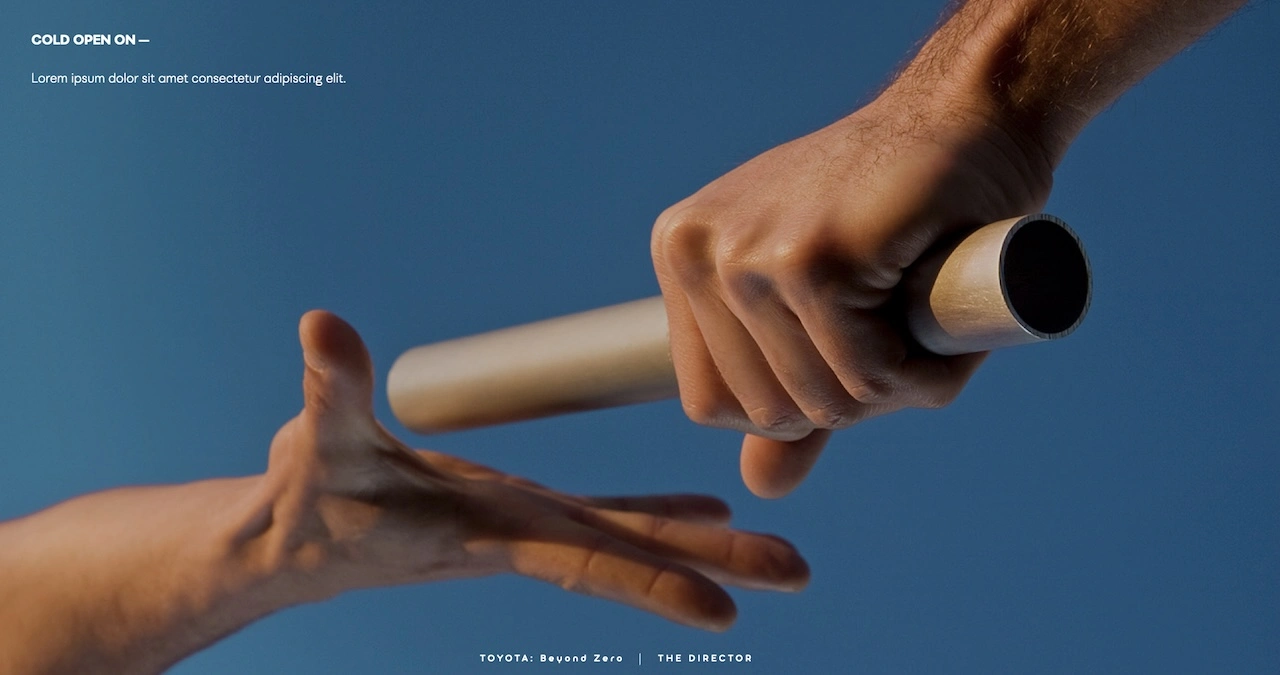 COLD OPEN ON —
Lorem ipsum dolor sit amet consectetur adipiscing elit.
TOYOTA: Beyond Zero | THE DIRECTOR